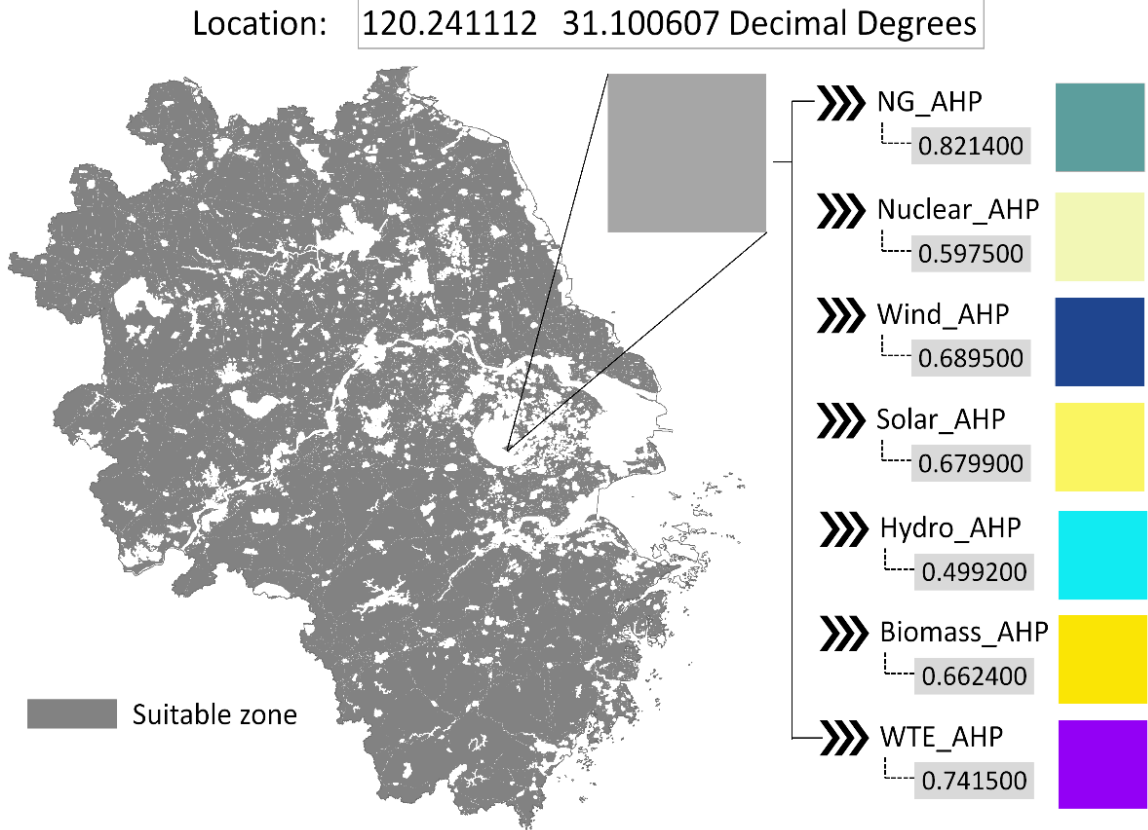 Location: 120.241112 31.100607 Decimal Degrees
NG_AHP
0.821400
Nuclear_AHP
0.597500
Wind_AHP
0.689500
Solar_AHP
0.679900
Hydro_AHP
0.499200
Biomass_AHP
0.662400
WTE_AHP
0.741500
Suitable zone